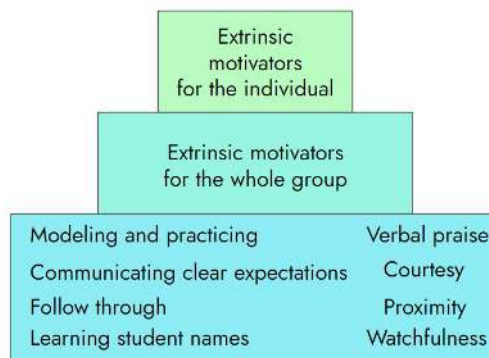 Extrinsic
motivators
for the individual
Extrinsic motivators
for the whole group
Modeling and practicing
Verbal praise
Communicating clear expectations
Courtesy
Follow through
Proximity
Learning student names
Watchfulness